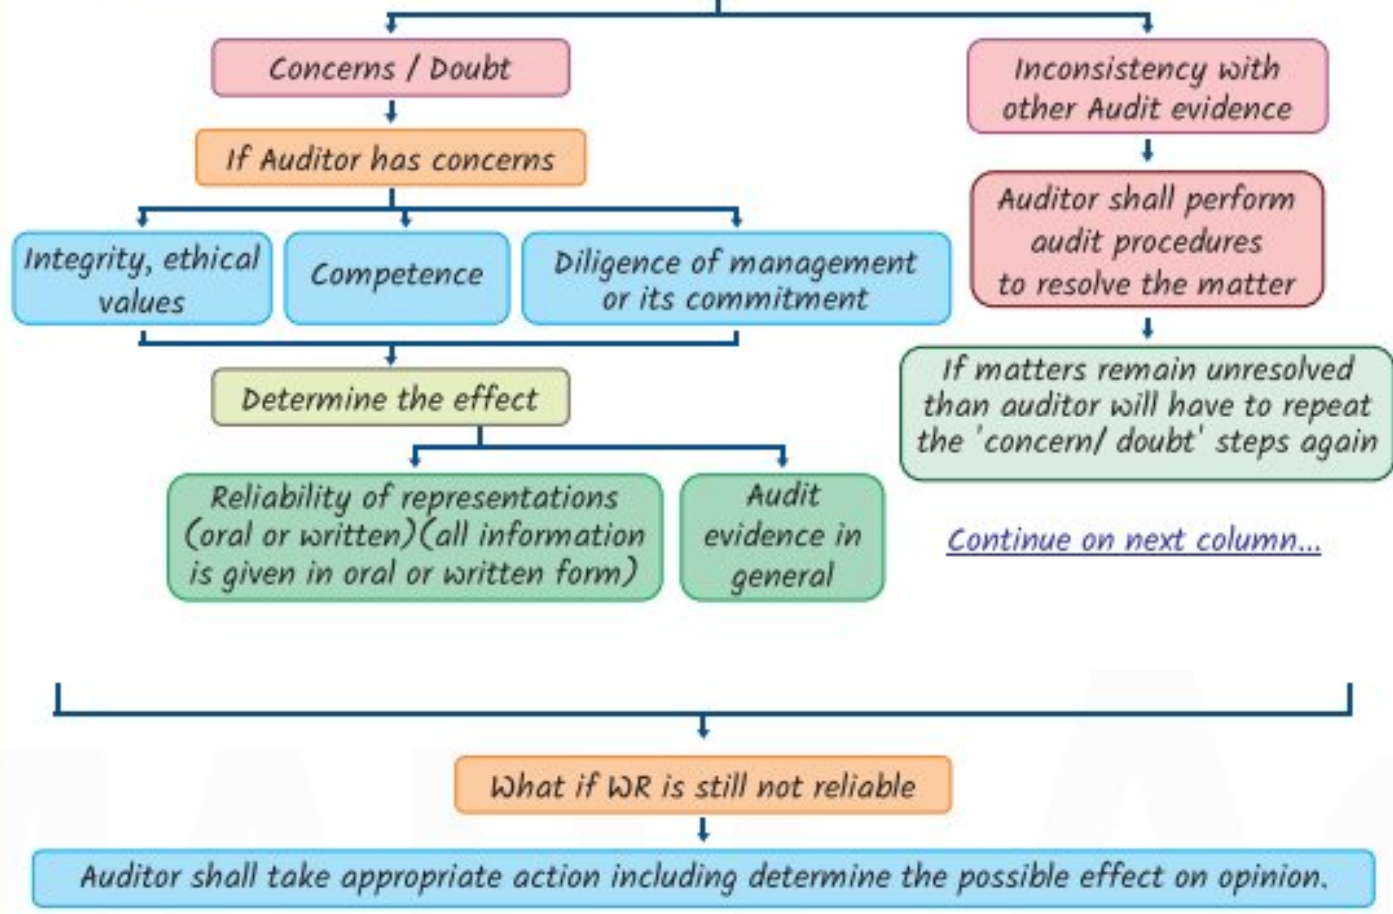 Concerns / Doubt
If Auditor has concerns
Integrity, ethical
values
Competence
Diligence of management
or its commitment
Determine the effect
Reliability of representations
(oral or written)(all information
is given in oral or written form)
Audit
evidence in
general
Inconsistency with
other Audit evidence
Auditor shall perform
audit procedures
to resolve the matter
If matters remain unresolved
than auditor will have to repeat
the 'concern/ doubt' steps again
Continue on next column...
What if WR is still not reliable
Auditor shall take appropriate action including determine the possible effect on opinion.